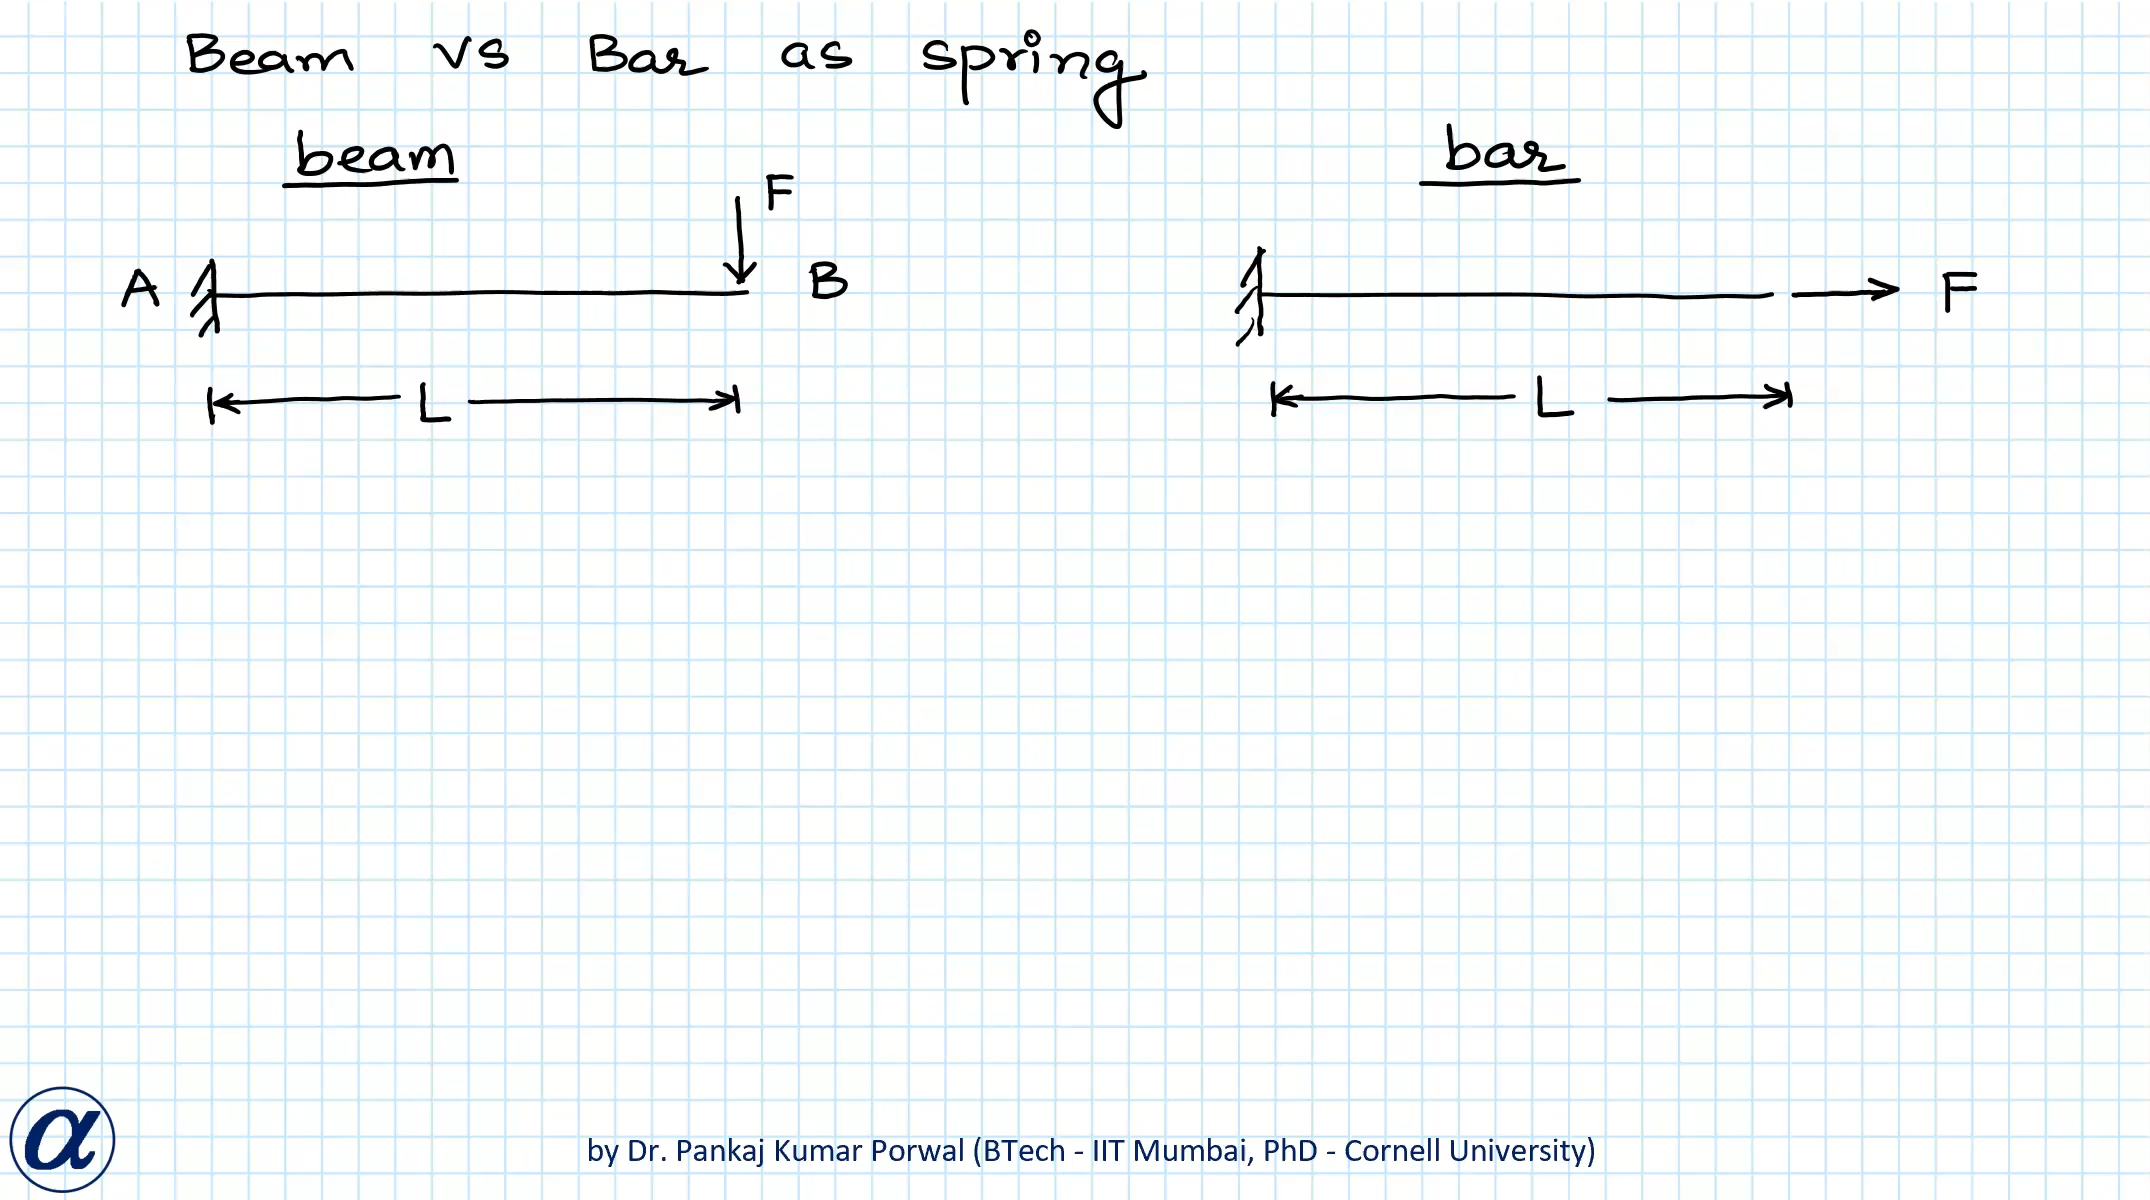 Beam vs Bar as spring
beam
bar
F
A
B
F
L
L
α
by Dr. Pankaj Kumar Porwal (BTech - IIT Mumbai, PhD - Cornell University)